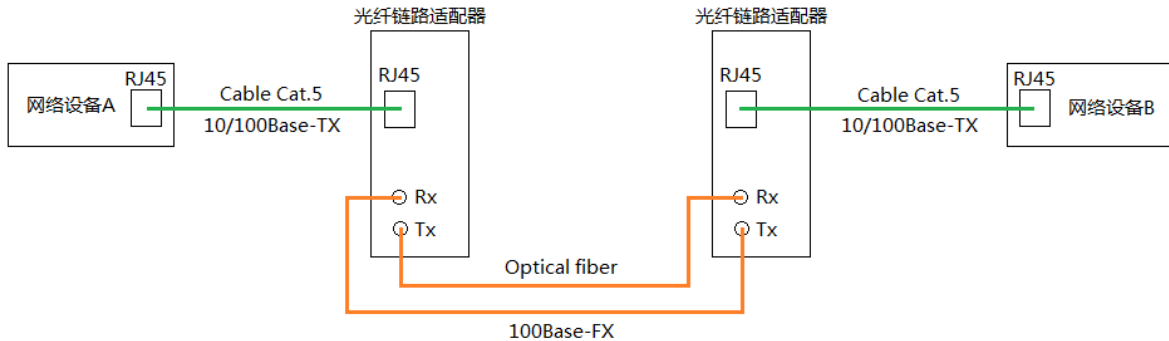 光纤链路适配器
光纤链路适配器
RJ45
RJ45
RJ45
RJ45
网络设备A
Cable Cat.5
Cable Cat.5
网络设备B
10/100Base-TX
10/100Base-TX
Rx
Rx
Tx
Tx
Optical fiber
100Base-FX